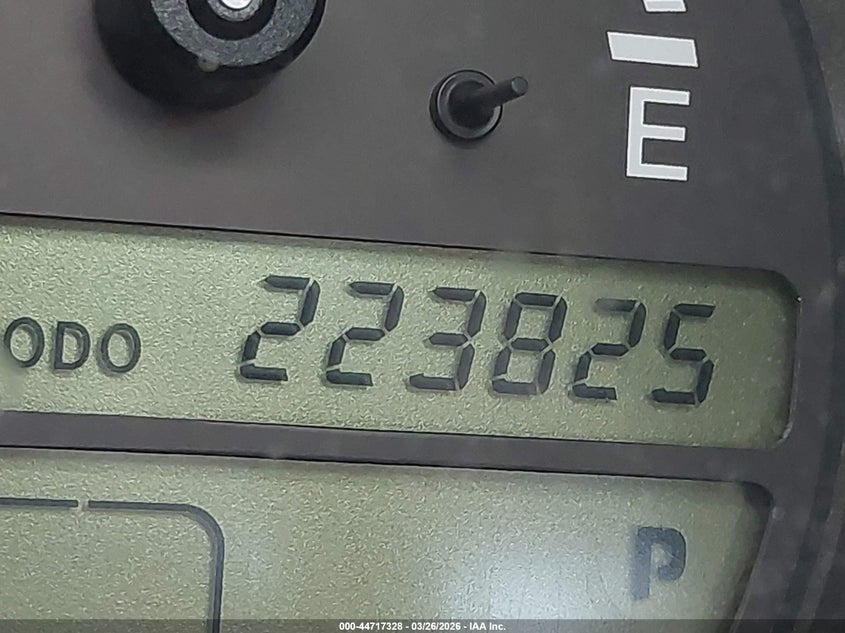 E
ODO 223825
P
000-44717328 - 03/26/2026 - IAA Inc.